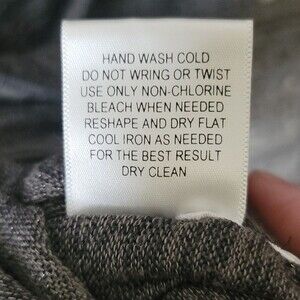 HAND WASH COLD
DO NOT WRING OR TWIST
USE ONLY NON-CHLORINE
BLEACH WHEN NEEDED
RESHAPE AND DRY FLAT
COOL IRON AS NEEDED
FOR THE BEST RESULT
DRY CLEAN